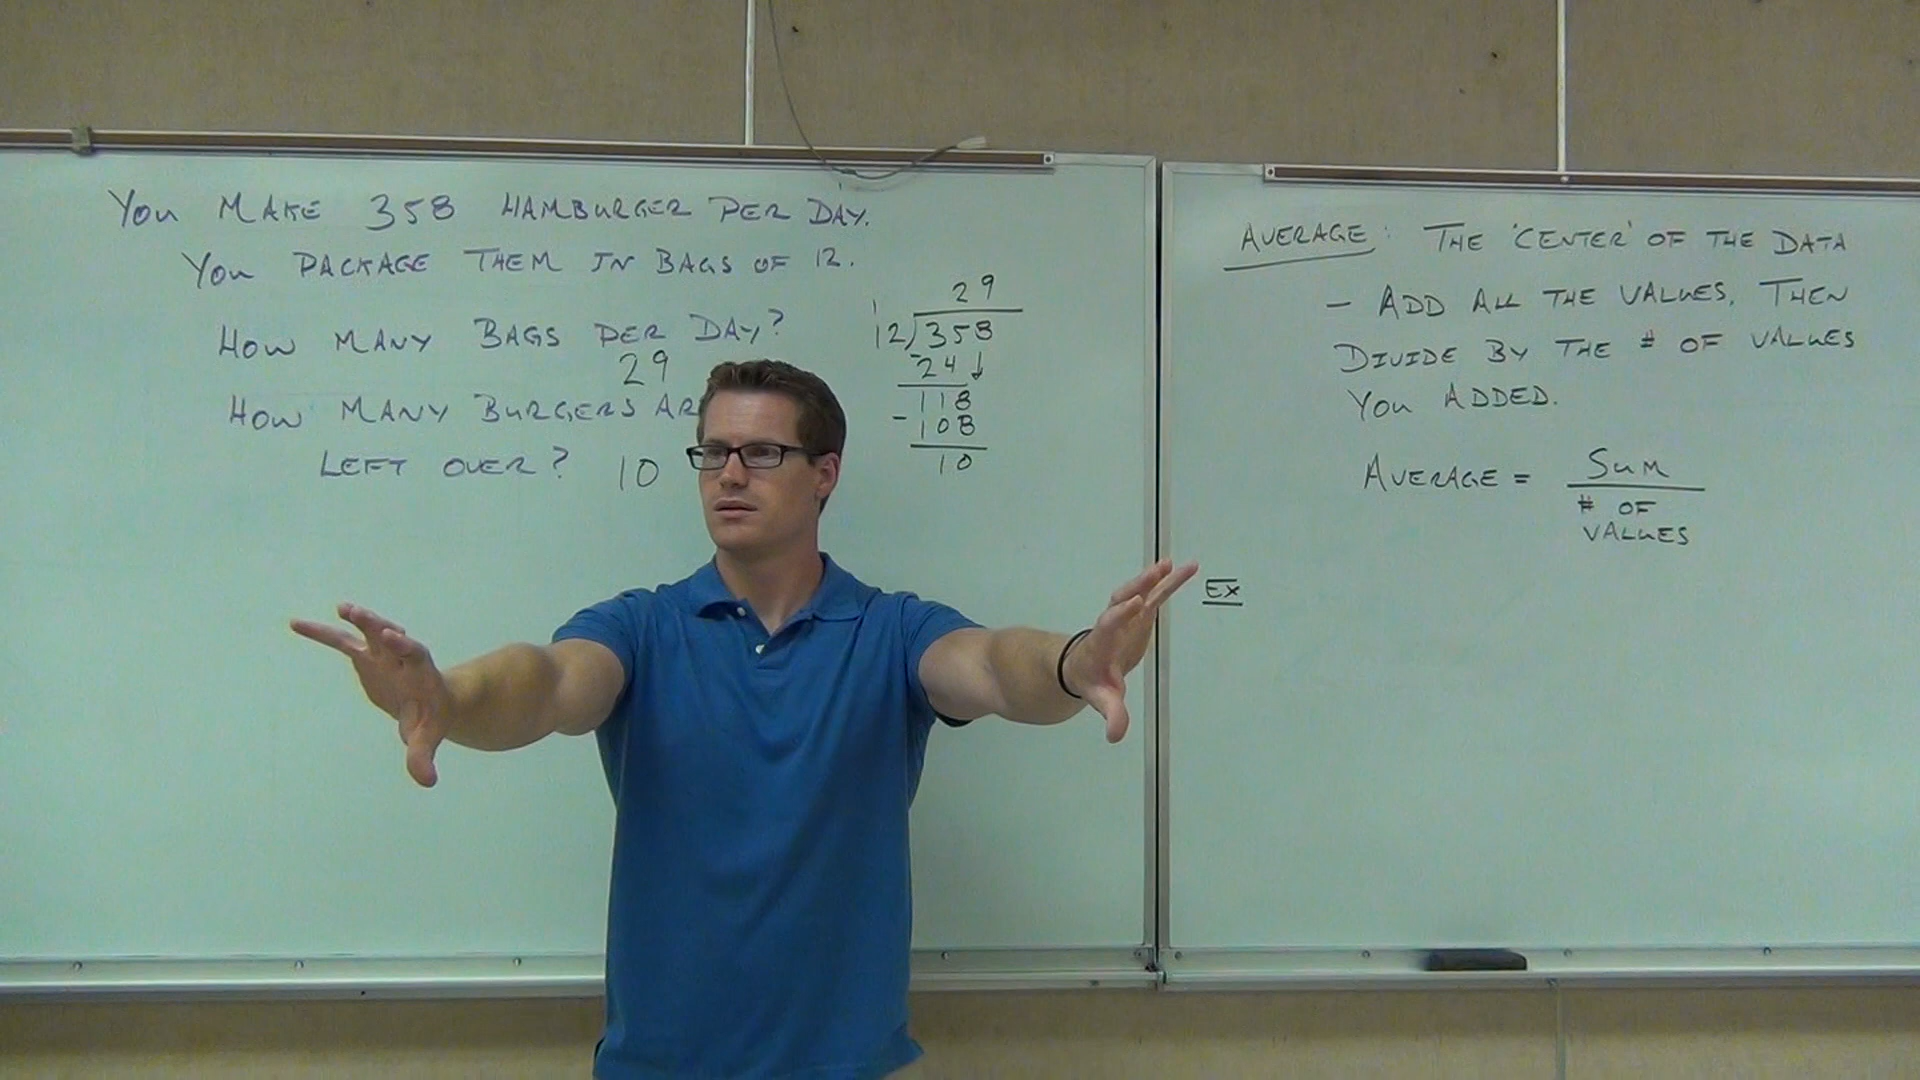 YOU MAKE 358 HAMBURGER PER DAY.
YOU PACKAGE THEM IN BAGS OF 12.
HOW MANY BAGS PER DAY?
29
HOW MANY BURGERS AR
LEFT OVER? 10
29
1
12)358
-24↓
118
-108
10
AVERAGE: THE 'CENTER' OF THE DATA
- ADD ALL THE VALUES, THEN
DIVIDE BY THE # OF VALUES
YOU ADDED.
AVERAGE = SUM
# OF
VALUES
EX